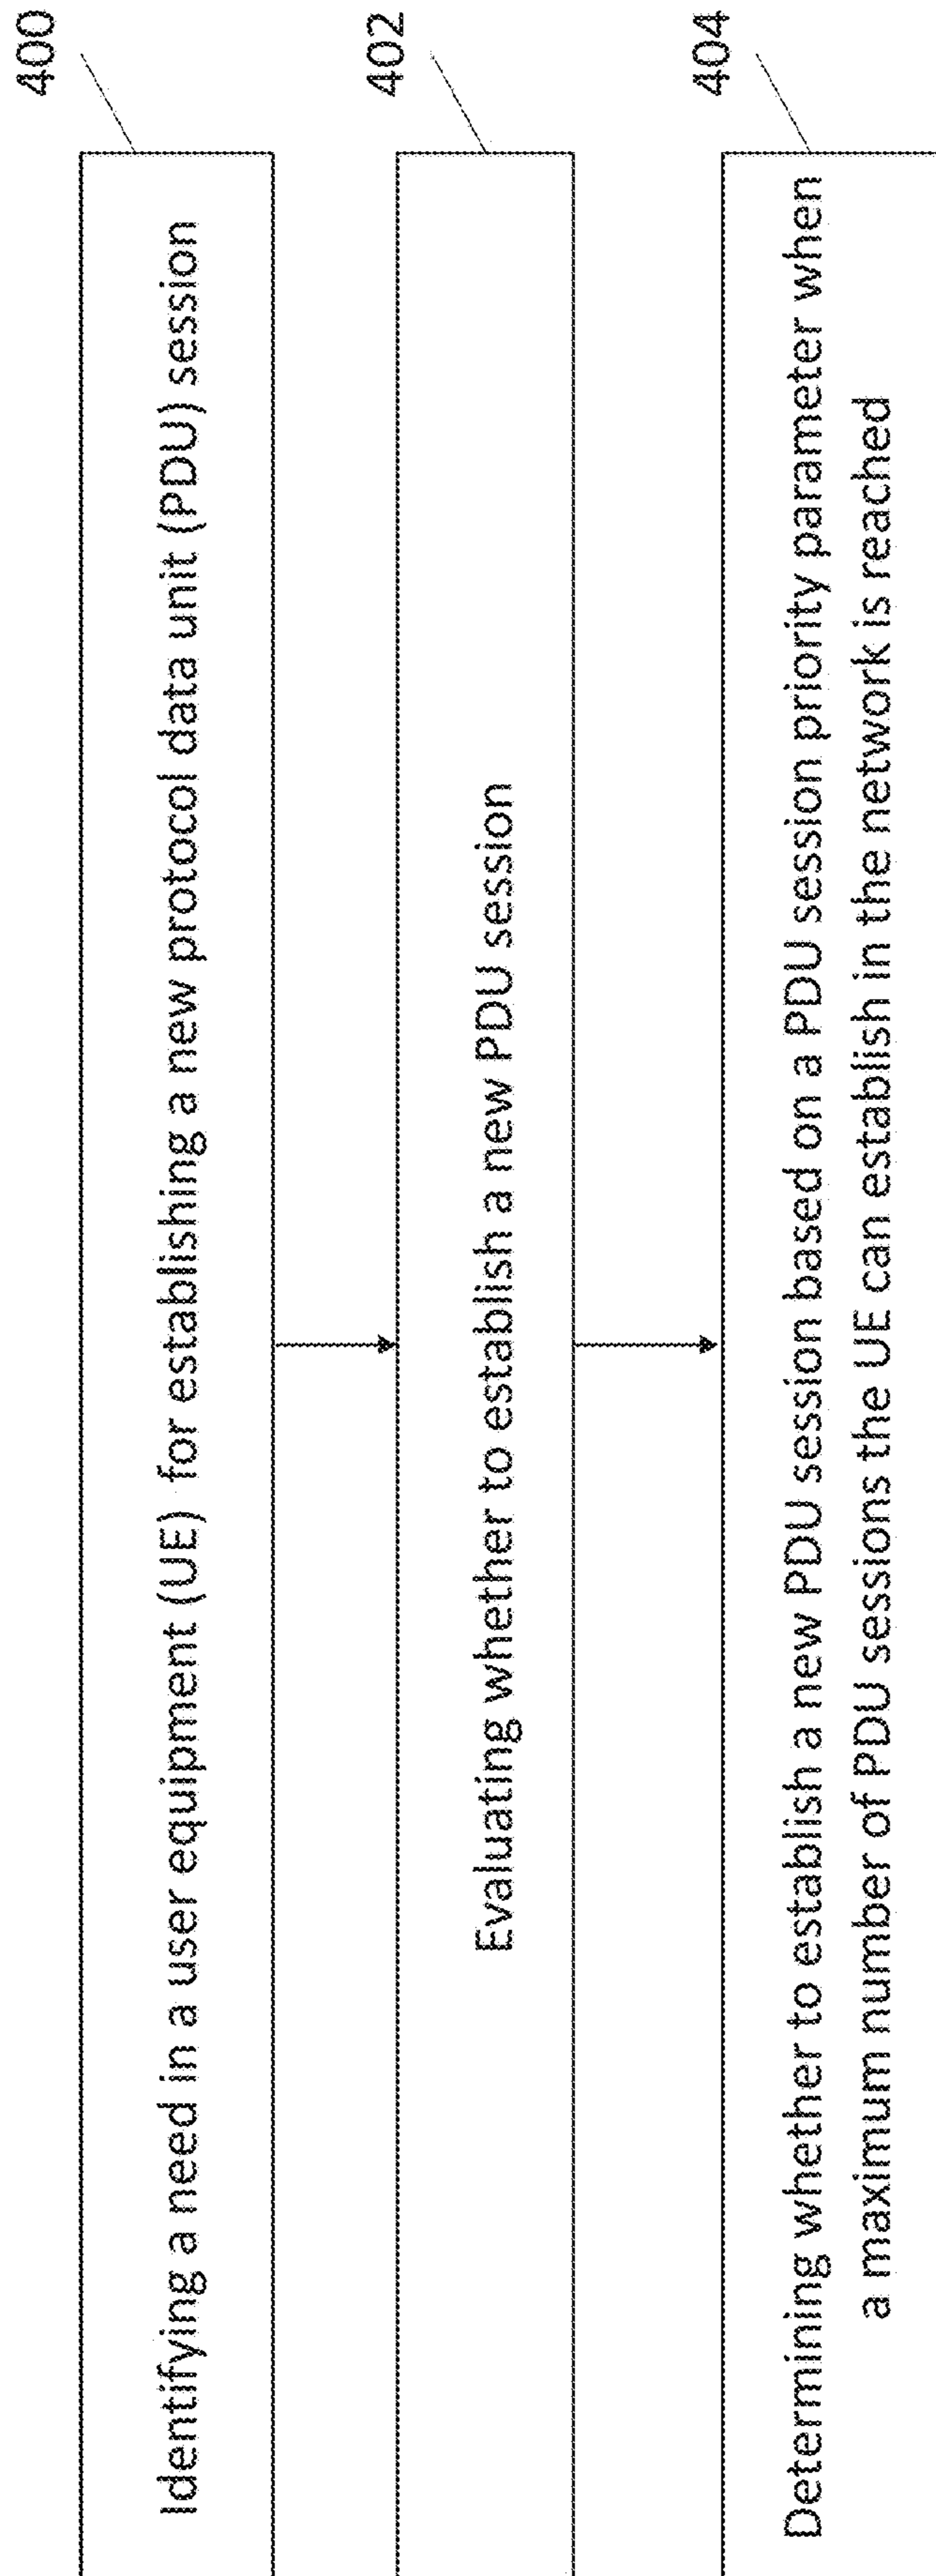 400
Identifying a need in a user equipment (UE) for establishing a new protocol data unit (PDU) session
402
Evaluating whether to establish a new PDU session
404
Determining whether to establish a new PDU session based on a PDU session priority parameter when
a maximum number of PDU sessions the UE can establish in the network is reached